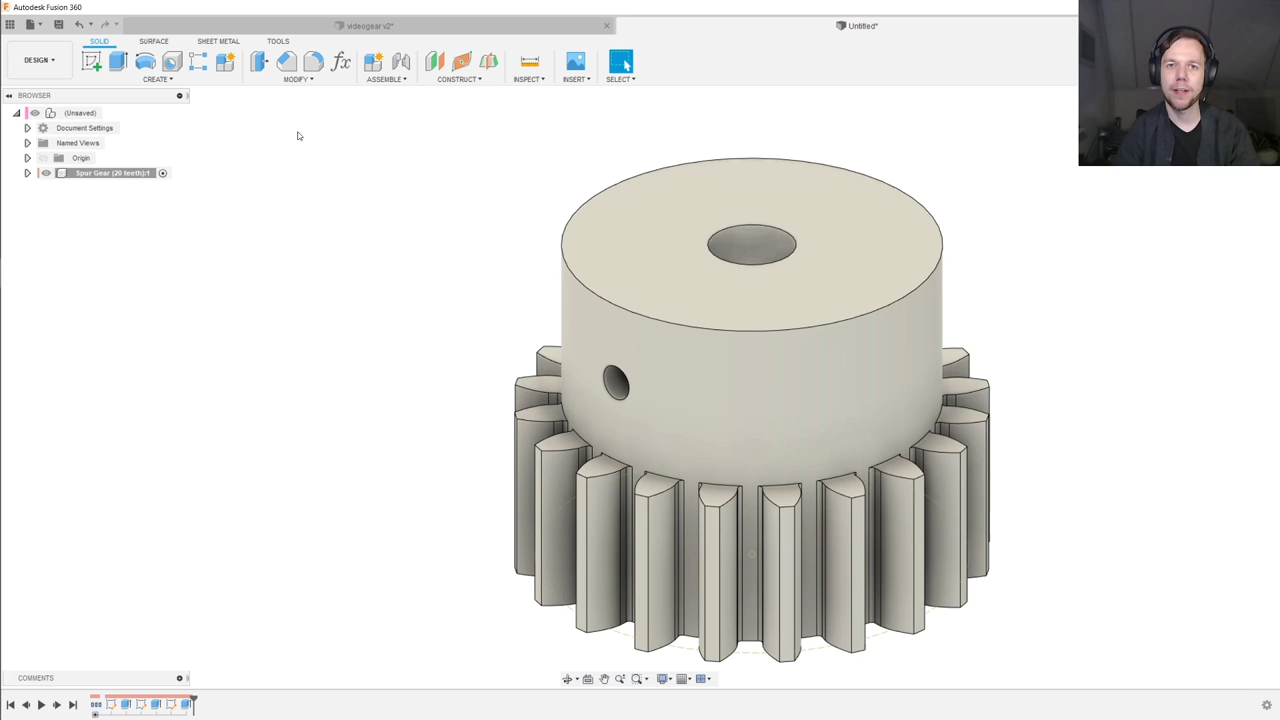 Autodesk Fusion 360
videogear v2*
Untitled*
DESIGN
SOLID
SURFACE
SHEET METAL
TOOLS
CREATE
MODIFY
ASSEMBLE
CONSTRUCT
INSPECT
INSERT
SELECT
BROWSER
(Unsaved)
Document Settings
Named Views
Origin
Spur Gear (20 teeth):1
COMMENTS